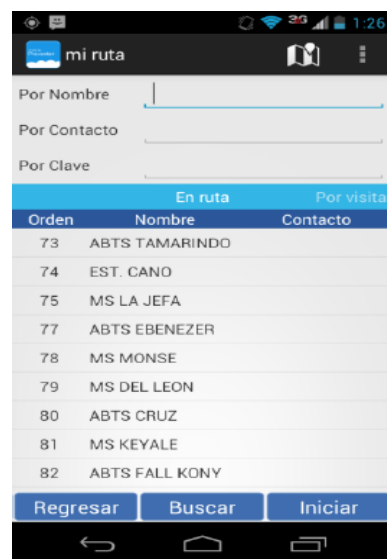 3G 1:26
mi ruta
Por Nombre
Por Contacto
Por Clave
En ruta Por visita
Orden Nombre Contacto
73 ABTS TAMARINDO
74 EST. CANO
75 MS LA JEFA
77 ABTS EBENEZER
78 MS MONSE
79 MS DEL LEON
80 ABTS CRUZ
81 MS KEYALE
82 ABTS FALL KONY
Regresar Buscar Iniciar